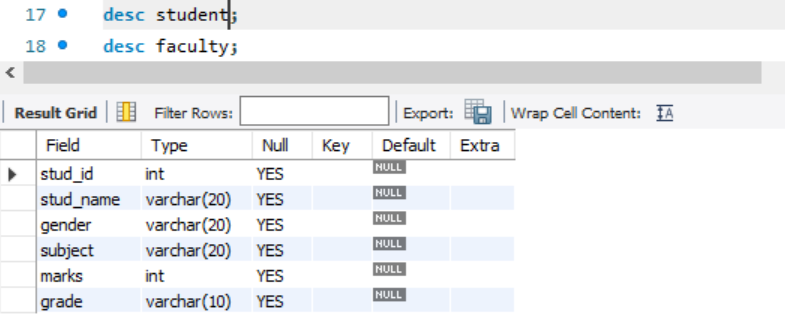 17 desc student;
18 desc faculty;
Result Grid Filter Rows: Export: Wrap Cell Content: IA
Field Type Null Key Default Extra
stud_id int YES NULL
stud_name varchar(20) YES NULL
gender varchar(20) YES NULL
subject varchar(20) YES NULL
marks int YES NULL
grade varchar(10) YES NULL